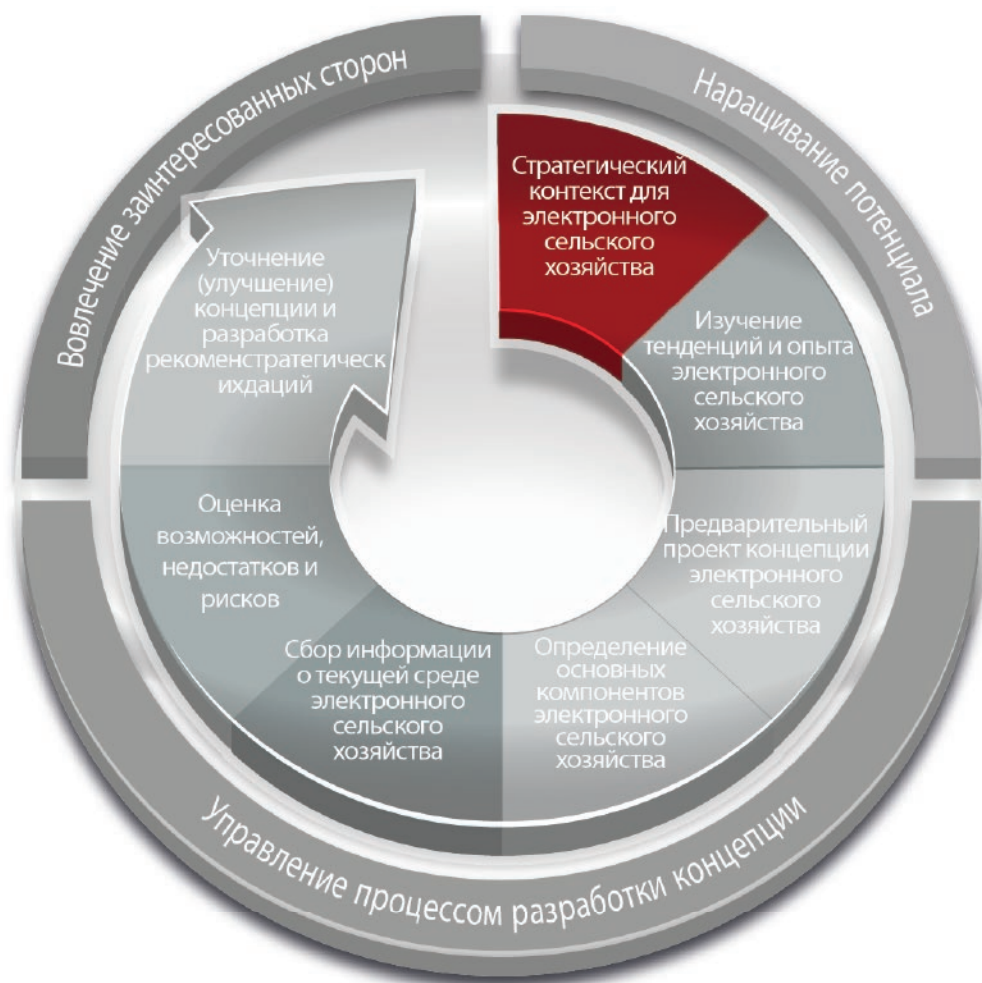 Вовлечение заинтересованных сторон
Наращивание потенциала
Стратегический
контекст для
электронного
сельского
хозяйства
Изучение
тенденций и опыта
электронного
сельского
хозяйства
Предварительный
проект концепции
электронного
сельского
хозяйства
Определение
основных
компонентов
электронного
сельского
хозяйства
Сбор информации
о текущей среде
электронного
сельского
хозяйства
Оценка
возможностей,
недостатков и
рисков
Уточнение
(улучшение)
концепции и
разработка
рекоменстратегическ
ихдаций
Управление процессом разработки концепции